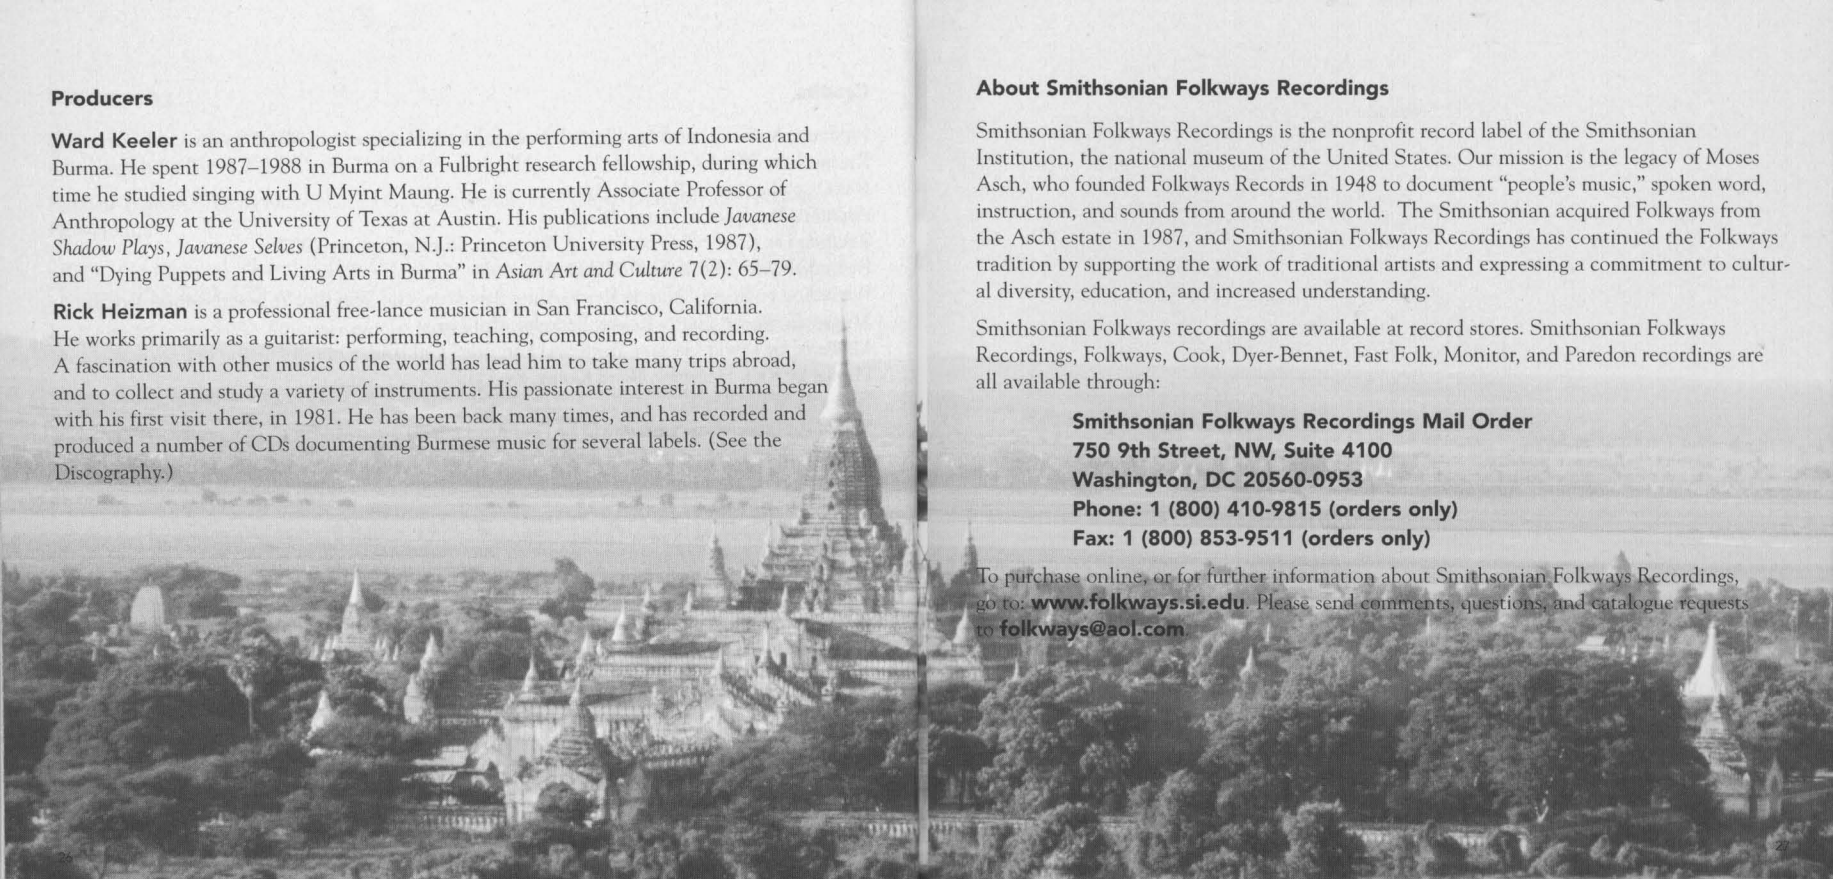 Producers
Ward Keeler is an anthropologist specializing in the performing arts of Indonesia and
Burma. He spent 1987–1988 in Burma on a Fulbright research fellowship, during which
time he studied singing with U Myint Maung. He is currently Associate Professor of
Anthropology at the University of Texas at Austin. His publications include Javanese
Shadow Plays, Javanese Selves (Princeton, N.J.: Princeton University Press, 1987),
and “Dying Puppets and Living Arts in Burma” in Asian Art and Culture 7(2): 65–79.
Rick Heizman is a professional free-lance musician in San Francisco, California.
He works primarily as a guitarist: performing, teaching, composing, and recording.
A fascination with other musics of the world has lead him to take many trips abroad,
and to collect and study a variety of instruments. His passionate interest in Burma began
with his first visit there, in 1981. He has been back many times, and has recorded and
produced a number of CDs documenting Burmese music for several labels. (See the
Discography.)
26
About Smithsonian Folkways Recordings
Smithsonian Folkways Recordings is the nonprofit record label of the Smithsonian
Institution, the national museum of the United States. Our mission is the legacy of Moses
Asch, who founded Folkways Records in 1948 to document “people’s music,” spoken word,
instruction, and sounds from around the world. The Smithsonian acquired Folkways from
the Asch estate in 1987, and Smithsonian Folkways Recordings has continued the Folkways
tradition by supporting the work of traditional artists and expressing a commitment to cultur-
al diversity, education, and increased understanding.
Smithsonian Folkways recordings are available at record stores. Smithsonian Folkways
Recordings, Folkways, Cook, Dyer-Bennet, Fast Folk, Monitor, and Paredon recordings are
all available through:
Smithsonian Folkways Recordings Mail Order
750 9th Street, NW, Suite 4100
Washington, DC 20560-0953
Phone: 1 (800) 410-9815 (orders only)
Fax: 1 (800) 853-9511 (orders only)
To purchase online, or for further information about Smithsonian Folkways Recordings,
go to: www.folkways.si.edu. Please send comments, questions, and catalogue requests
to folkways@aol.com.
27